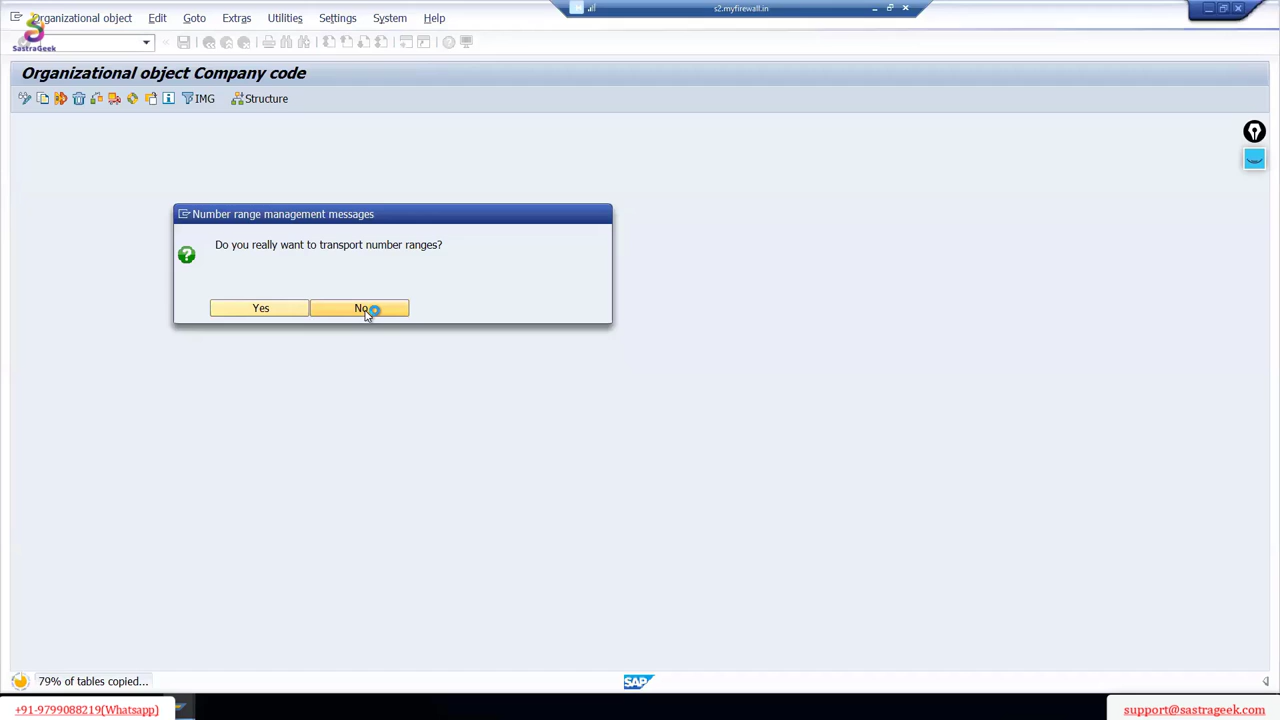 Organizational object Edit Goto Extras Utilities Settings System Help
s2.myfirewall.in
SASTRAGEEK
Organizational object Company code
IMG Structure
Number range management messages
Do you really want to transport number ranges?
Yes No
79% of tables copied...
SAP
+91-9799088219(Whatsapp)
support@sastrageek.com